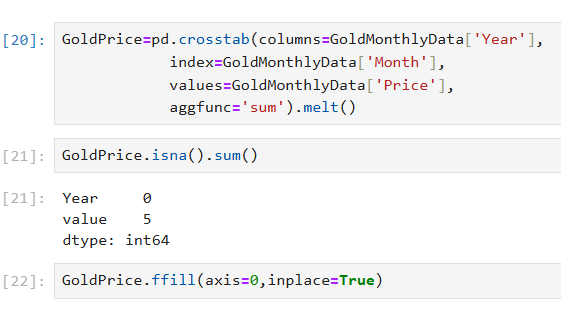 [20]: GoldPrice=pd.crosstab(columns=GoldMonthlyData['Year'],
index=GoldMonthlyData['Month'],
values=GoldMonthlyData['Price'],
aggfunc='sum').melt()
[21]: GoldPrice.isna().sum()
[21]: Year 0
value 5
dtype: int64
[22]: GoldPrice.ffill(axis=0,inplace=True)